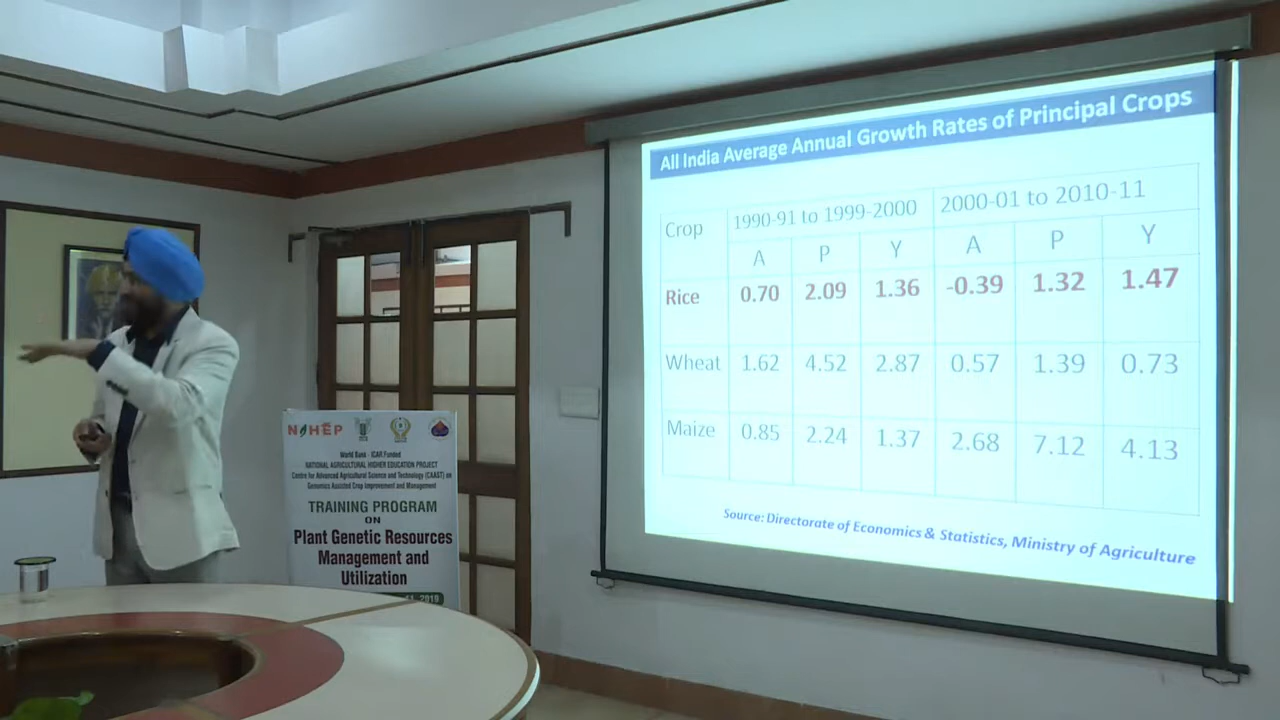 All India Average Annual Growth Rates of Principal Crops
Crop 1990-91 to 1999-2000 2000-01 to 2010-11
A P Y A P Y
Rice 0.70 2.09 1.36 -0.39 1.32 1.47
Wheat 1.62 4.52 2.87 0.57 1.39 0.73
Maize 0.85 2.24 1.37 2.68 7.12 4.13
Source: Directorate of Economics & Statistics, Ministry of Agriculture
NAHEP
World Bank - ICAR Funded
NATIONAL AGRICULTURAL HIGHER EDUCATION PROJECT
Centre for Advanced Agricultural Science and Technology (CAAST) on
Genomics Assisted Crop Improvement and Management
TRAINING PROGRAM
ON
Plant Genetic Resources
Management and
Utilization